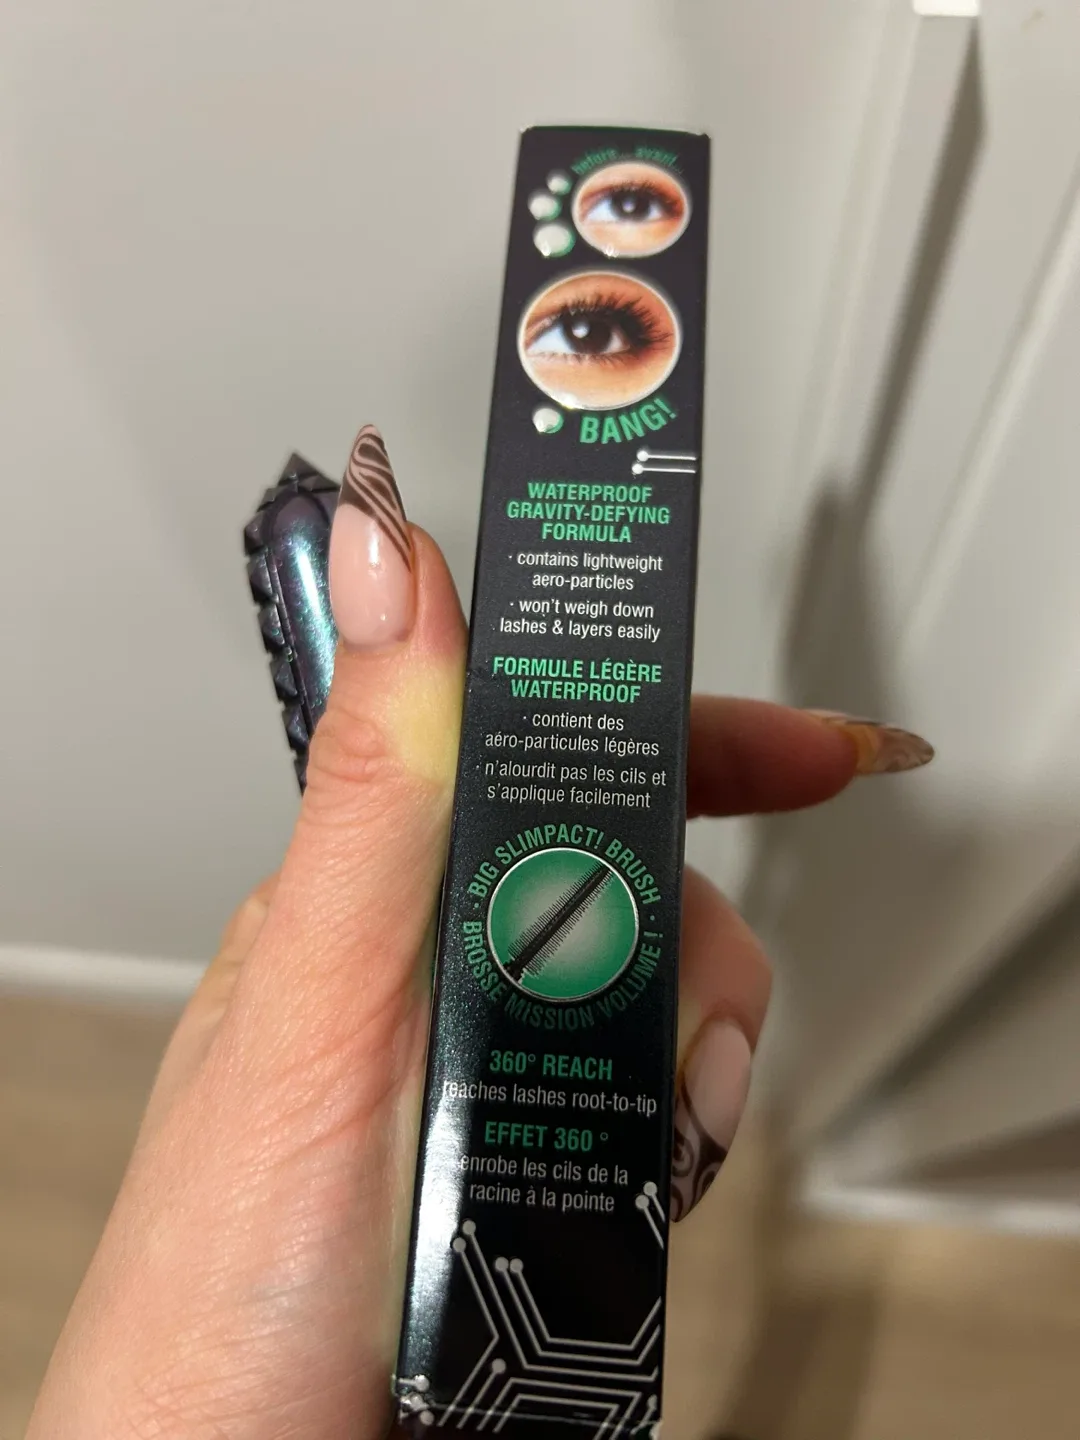 before... avant...
BANG!
WATERPROOF
GRAVITY-DEFYING
FORMULA
· contains lightweight
aero-particles
· won't weigh down
lashes & layers easily
FORMULE LÉGÈRE
WATERPROOF
· contient des
aéro-particules légères
· n'alourdit pas les cils et
s'applique facilement
· BIG SLIMPACT! BRUSH ·
BROSSE MISSION VOLUME !
360° REACH
reaches lashes root-to-tip
EFFET 360 °
enrobe les cils de la
racine à la pointe